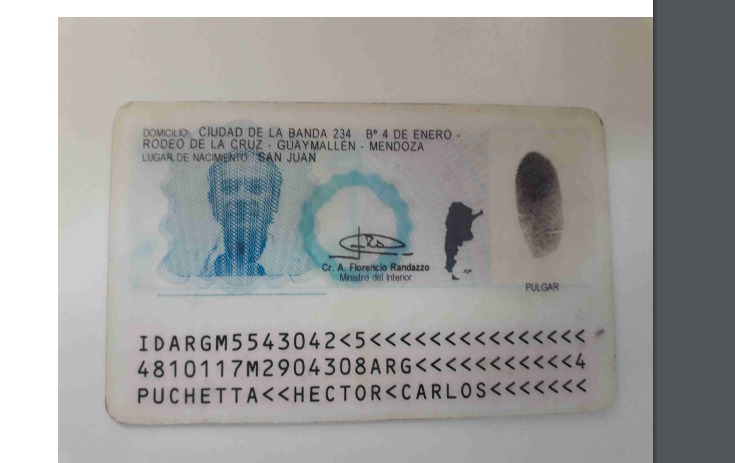 DOMICILIO: CIUDAD DE LA BANDA 234 Bº 4 DE ENERO -
RODEO DE LA CRUZ - GUAYMALLÉN - MENDOZA
LUGAR DE NACIMIENTO: SAN JUAN
Cr. A. Florencio Randazzo
Ministro del Interior
PULGAR
IDARGM5543042<5<<<<<<<<<<<<<<<
4810117M2904308ARG<<<<<<<<<<<4
PUCHETTA<<HECTOR<CARLOS<<<<<<<